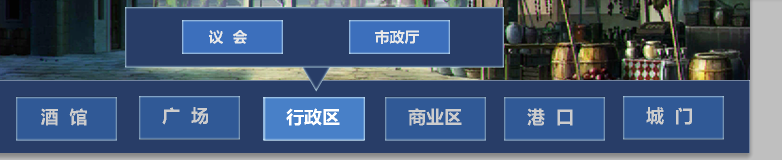 议 会 市政厅
酒 馆 广 场 行政区 商业区 港 口 城 门